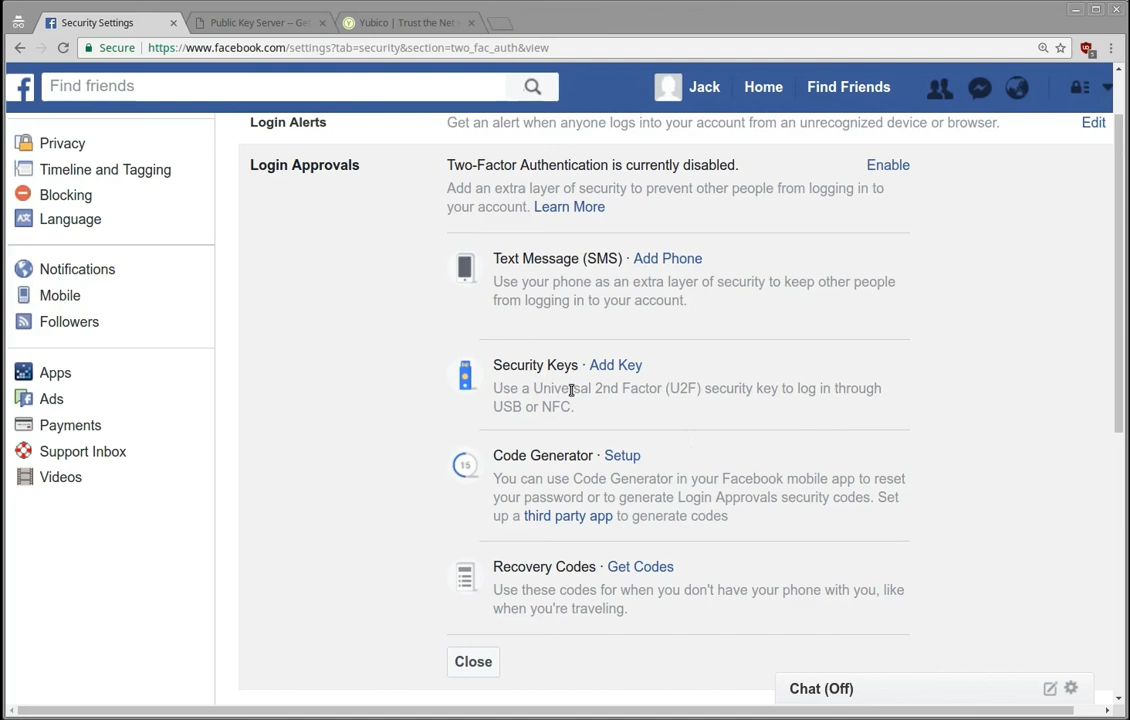 Security Settings
Public Key Server -- Ge
Yubico | Trust the Net
Secure
https://www.facebook.com/settings?tab=security&section=two_fac_auth&view
5
f
Find friends
Jack
Home
Find Friends
Privacy
Timeline and Tagging
Blocking
Language
Notifications
Mobile
Followers
Apps
Ads
Payments
Support Inbox
Videos
Login Alerts
Get an alert when anyone logs into your account from an unrecognized device or browser.
Edit
Login Approvals
Two-Factor Authentication is currently disabled.
Enable
Add an extra layer of security to prevent other people from logging in to
your account. Learn More
Text Message (SMS) · Add Phone
Use your phone as an extra layer of security to keep other people
from logging in to your account.
Security Keys · Add Key
Use a Universal 2nd Factor (U2F) security key to log in through
USB or NFC.
15
Code Generator · Setup
You can use Code Generator in your Facebook mobile app to reset
your password or to generate Login Approvals security codes. Set
up a third party app to generate codes
Recovery Codes · Get Codes
Use these codes for when you don't have your phone with you, like
when you're traveling.
Close
Chat (Off)